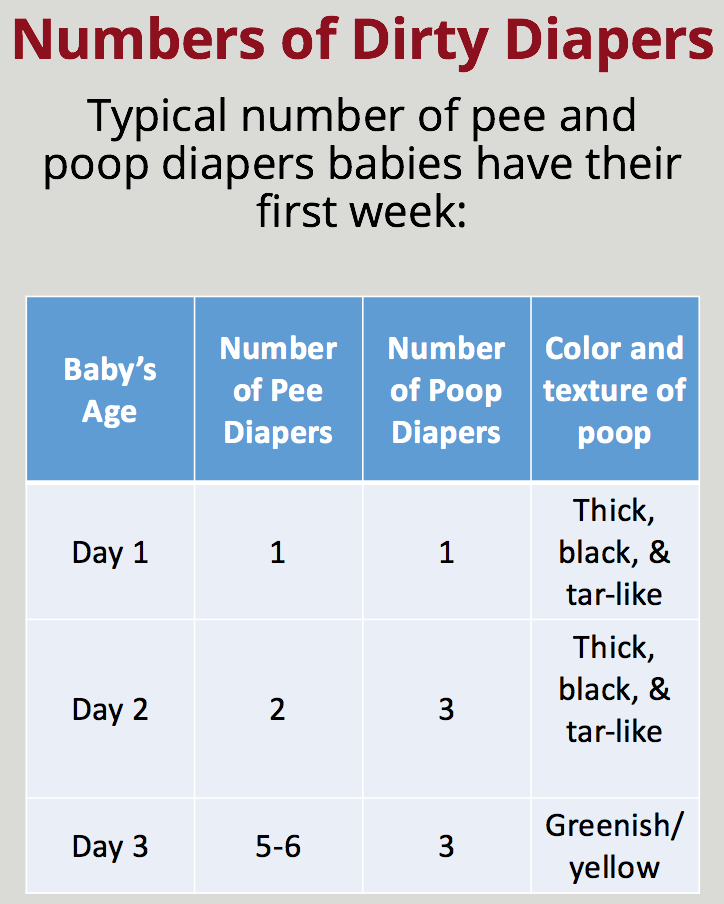 Numbers of Dirty Diapers
Typical number of pee and
poop diapers babies have their
first week:
Baby’s
Age
Number
of Pee
Diapers
Number
of Poop
Diapers
Color and
texture of
poop
Day 1
1
1
Thick,
black, &
tar-like
Day 2
2
3
Thick,
black, &
tar-like
Day 3
5-6
3
Greenish/
yellow